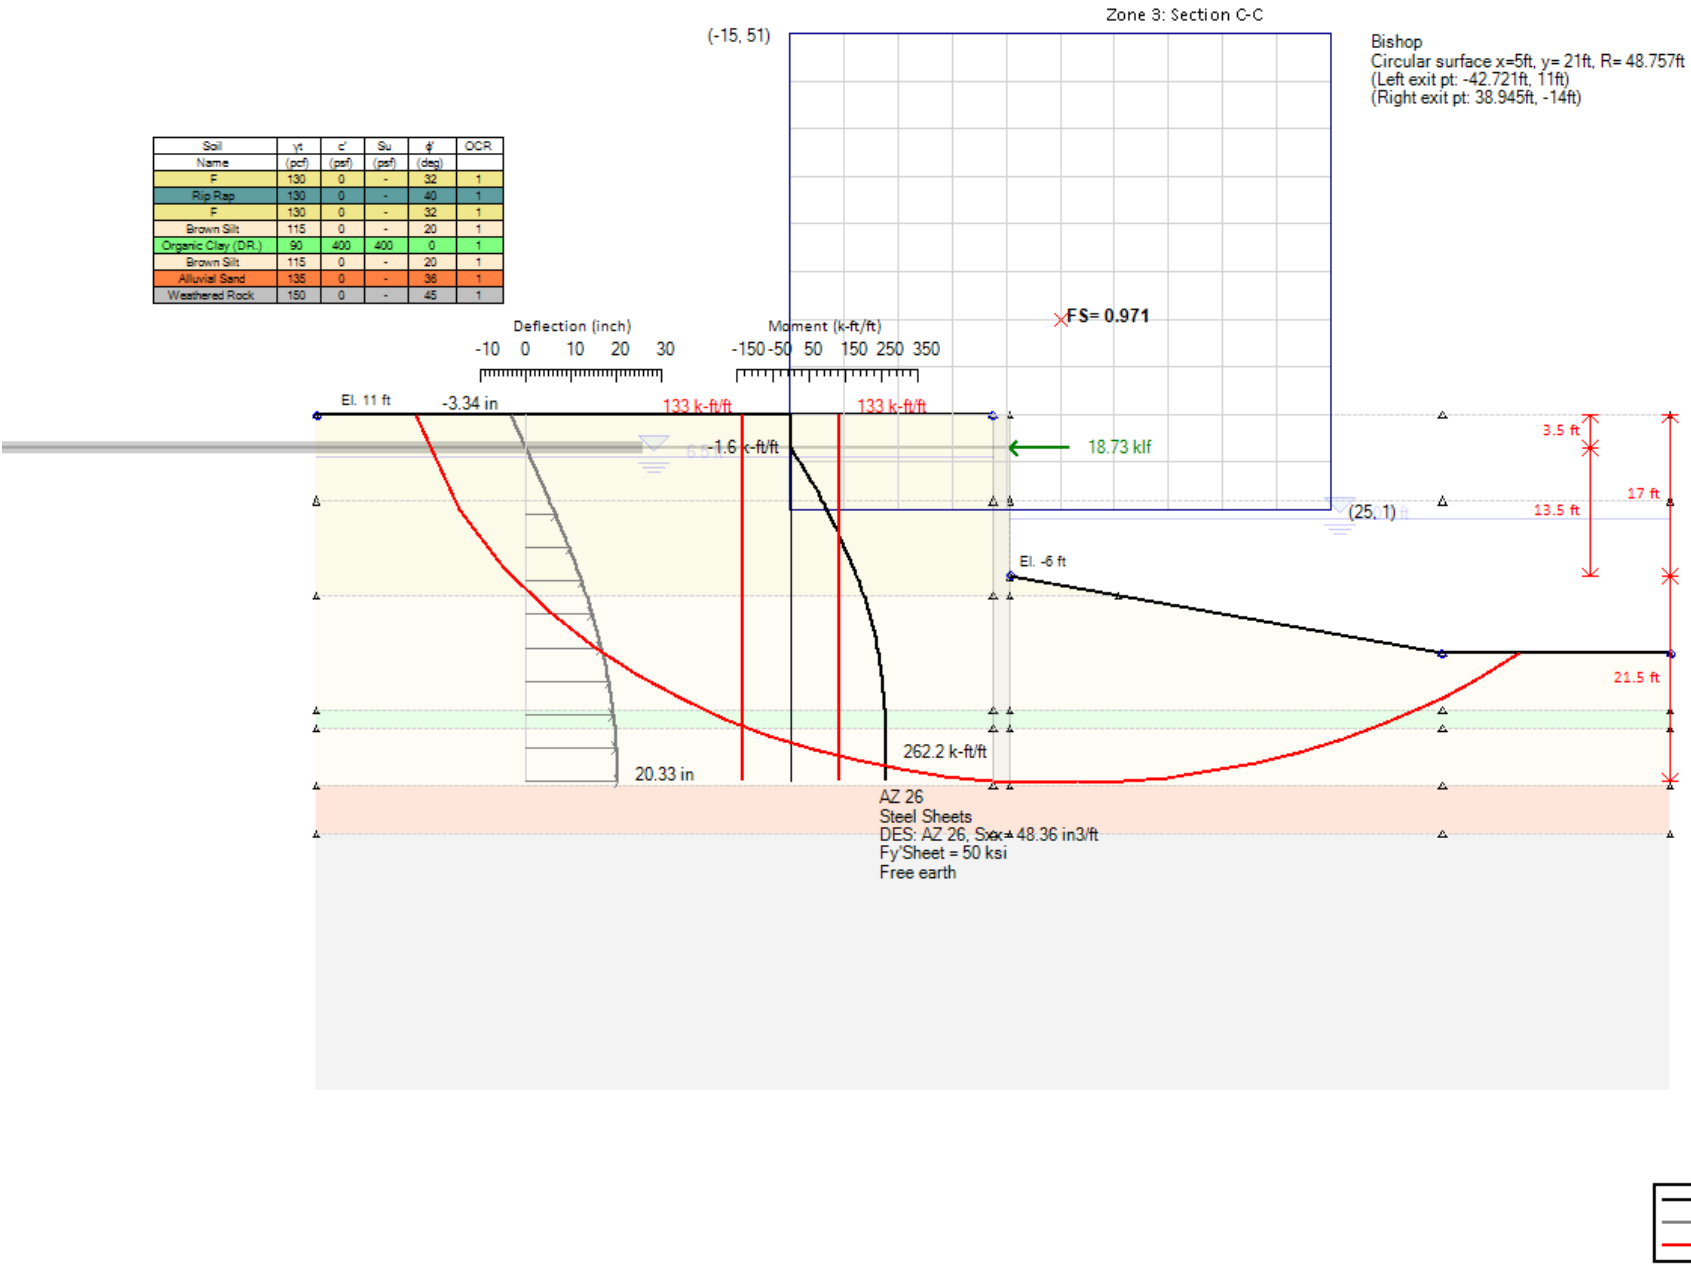 Zone 3: Section C-C
(-15, 51)
Bishop
Circular surface x=5ft, y= 21ft, R= 48.757ft
(Left exit pt: -42.721ft, 11ft)
(Right exit pt: 38.945ft, -14ft)
Soil γt c' Su ϕ' OCR
Name (pcf) (psf) (psf) (deg)
F 130 0 - 32 1
Rip Rap 130 0 - 40 1
F 130 0 - 32 1
Brown Silt 115 0 - 20 1
Organic Clay (DR.) 90 400 400 0 1
Brown Silt 115 0 - 20 1
Alluvial Sand 135 0 - 36 1
Weathered Rock 150 0 - 45 1
FS= 0.971
Deflection (inch)
-10 0 10 20 30
Moment (k-ft/ft)
-150 -50 50 150 250 350
El. 11 ft
-3.34 in
133 k-ft/ft
133 k-ft/ft
3.5 ft
-1.6 k-ft/ft
6.5 ft
18.73 klf
17 ft
13.5 ft
(25, 1)
El. -6 ft
21.5 ft
262.2 k-ft/ft
20.33 in
AZ 26
Steel Sheets
DES: AZ 26, Sxx= 48.36 in3/ft
Fy'Sheet = 50 ksi
Free earth